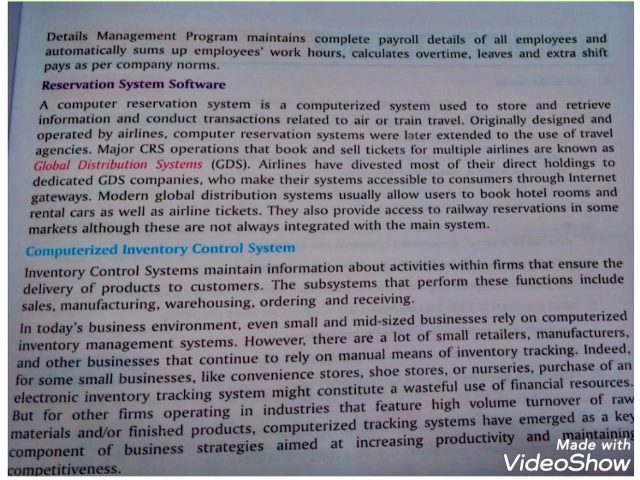 Details Management Program maintains complete payroll details of all employees and
automatically sums up employees' work hours, calculates overtime, leaves and extra shift
pays as per company norms.
Reservation System Software
A computer reservation system is a computerized system used to store and retrieve
information and conduct transactions related to air or train travel. Originally designed and
operated by airlines, computer reservation systems were later extended to the use of travel
agencies. Major CRS operations that book and sell tickets for multiple airlines are known as
Global Distribution Systems (GDS). Airlines have divested most of their direct holdings to
dedicated GDS companies, who make their systems accessible to consumers through Internet
gateways. Modern global distribution systems usually allow users to book hotel rooms and
rental cars as well as airline tickets. They also provide access to railway reservations in some
markets although these are not always integrated with the main system.
Computerized Inventory Control System
Inventory Control Systems maintain information about activities within firms that ensure the
delivery of products to customers. The subsystems that perform these functions include
sales, manufacturing, warehousing, ordering and receiving.
In today's business environment, even small and mid-sized businesses rely on computerized
inventory management systems. However, there are a lot of small retailers, manufacturers,
and other businesses that continue to rely on manual means of inventory tracking. Indeed,
for some small businesses, like convenience stores, shoe stores, or nurseries, purchase of an
electronic inventory tracking system might constitute a wasteful use of financial resources.
But for other firms operating in industries that feature high volume turnover of raw
materials and/or finished products, computerized tracking systems have emerged as a key
component of business strategies aimed at increasing productivity and maintaining
competitiveness.
Made with
VideoShow